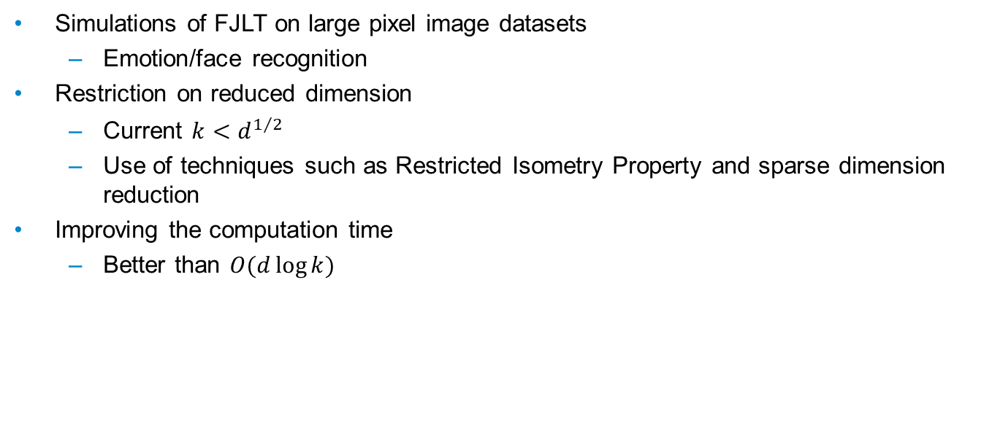 • Simulations of FJLT on large pixel image datasets
– Emotion/face recognition
• Restriction on reduced dimension
– Current k < d^{1/2}
– Use of techniques such as Restricted Isometry Property and sparse dimension
reduction
• Improving the computation time
– Better than O(d log k)